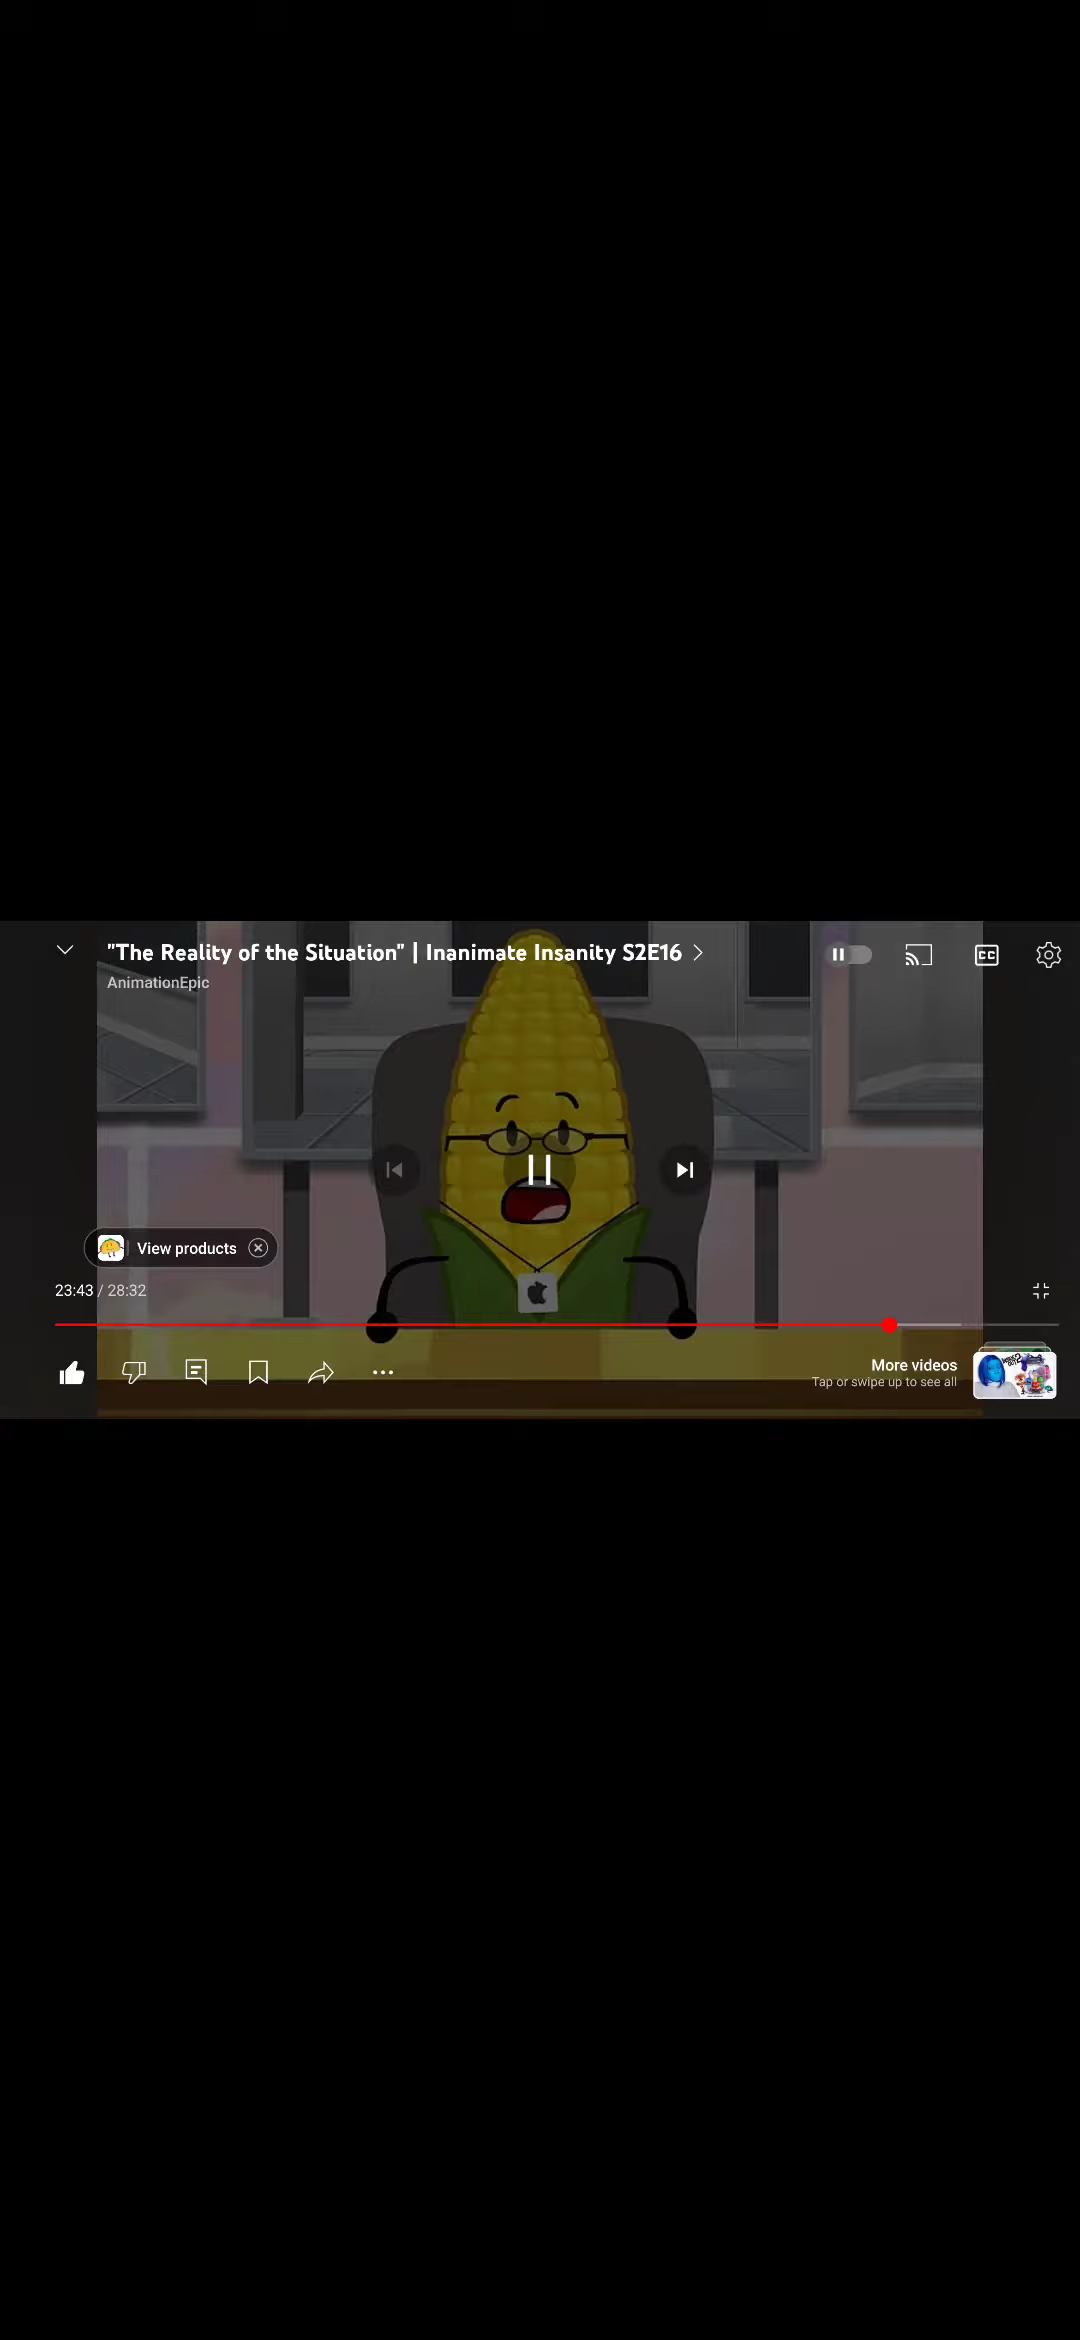 "The Reality of the Situation" | Inanimate Insanity S2E16
AnimationEpic
CC
View products
23:43 / 28:32
More videos
Tap or swipe up to see all